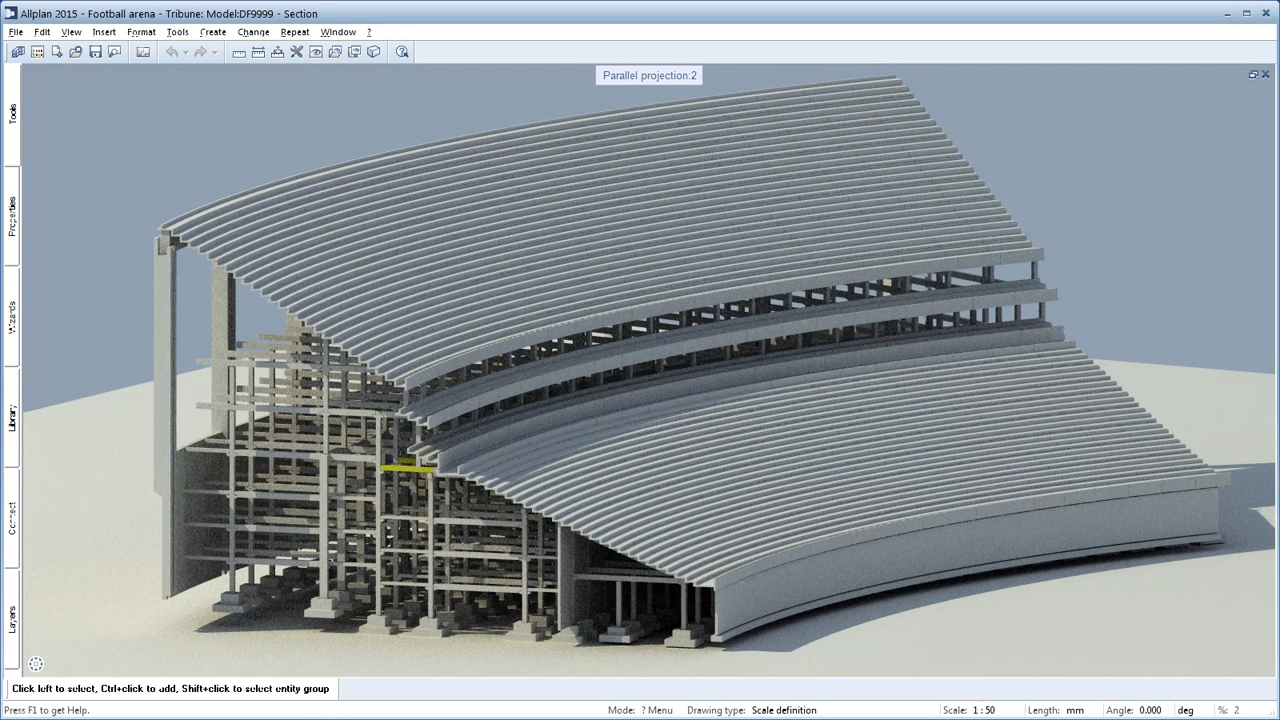 Allplan 2015 - Football arena - Tribune: Model:DF9999 - Section
File Edit View Insert Format Tools Create Change Repeat Window ?
Parallel projection:2
Tools
Properties
Wizards
Library
Connect
Layers
Click left to select, Ctrl+click to add, Shift+click to select entity group
Press F1 to get Help. Mode: ? Menu Drawing type: Scale definition Scale: 1 : 50 Length: mm Angle: 0.000 deg %: 2